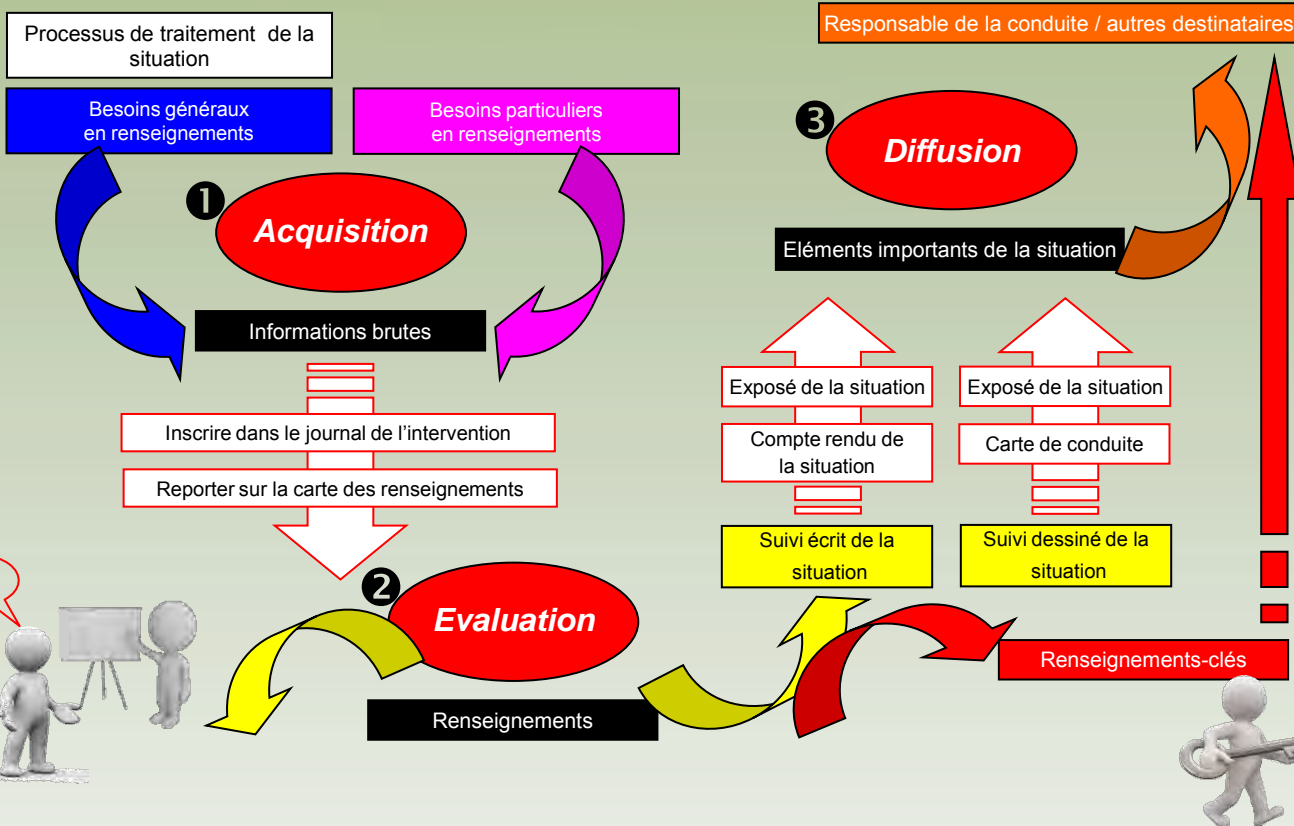 Processus de traitement de la
situation
Besoins généraux
en renseignements
Besoins particuliers
en renseignements
❶
Acquisition
Informations brutes
Inscrire dans le journal de l'intervention
Reporter sur la carte des renseignements
❷
Evaluation
Renseignements
Responsable de la conduite / autres destinataires
❸
Diffusion
Eléments importants de la situation
Exposé de la situation
Compte rendu de
la situation
Suivi écrit de la
situation
Exposé de la situation
Carte de conduite
Suivi dessiné de la
situation
Renseignements-clés